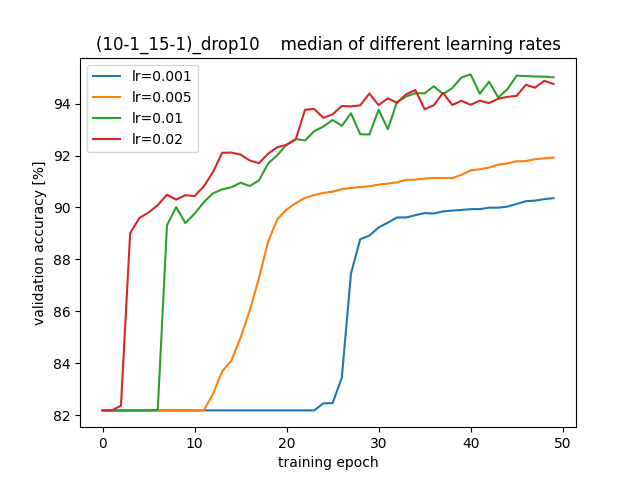 (10-1_15-1)_drop10    median of different learning rates
lr=0.001
lr=0.005
lr=0.01
lr=0.02
validation accuracy [%]
94
92
90
88
86
84
82
0 10 20 30 40 50
training epoch